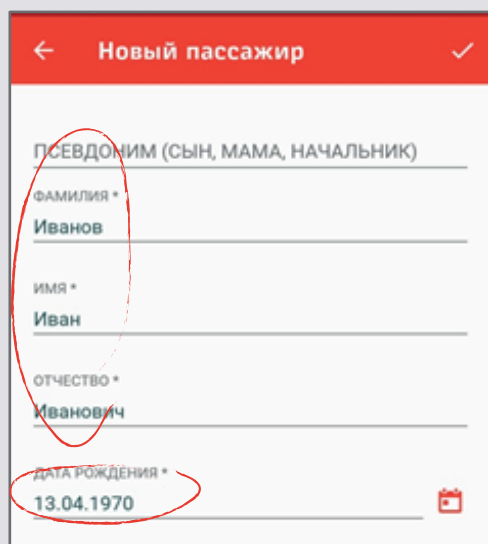 Новый пассажир
ПСЕВДОНИМ (СЫН, МАМА, НАЧАЛЬНИК)
ФАМИЛИЯ *
Иванов
ИМЯ *
Иван
ОТЧЕСТВО *
Иванович
ДАТА РОЖДЕНИЯ *
13.04.1970